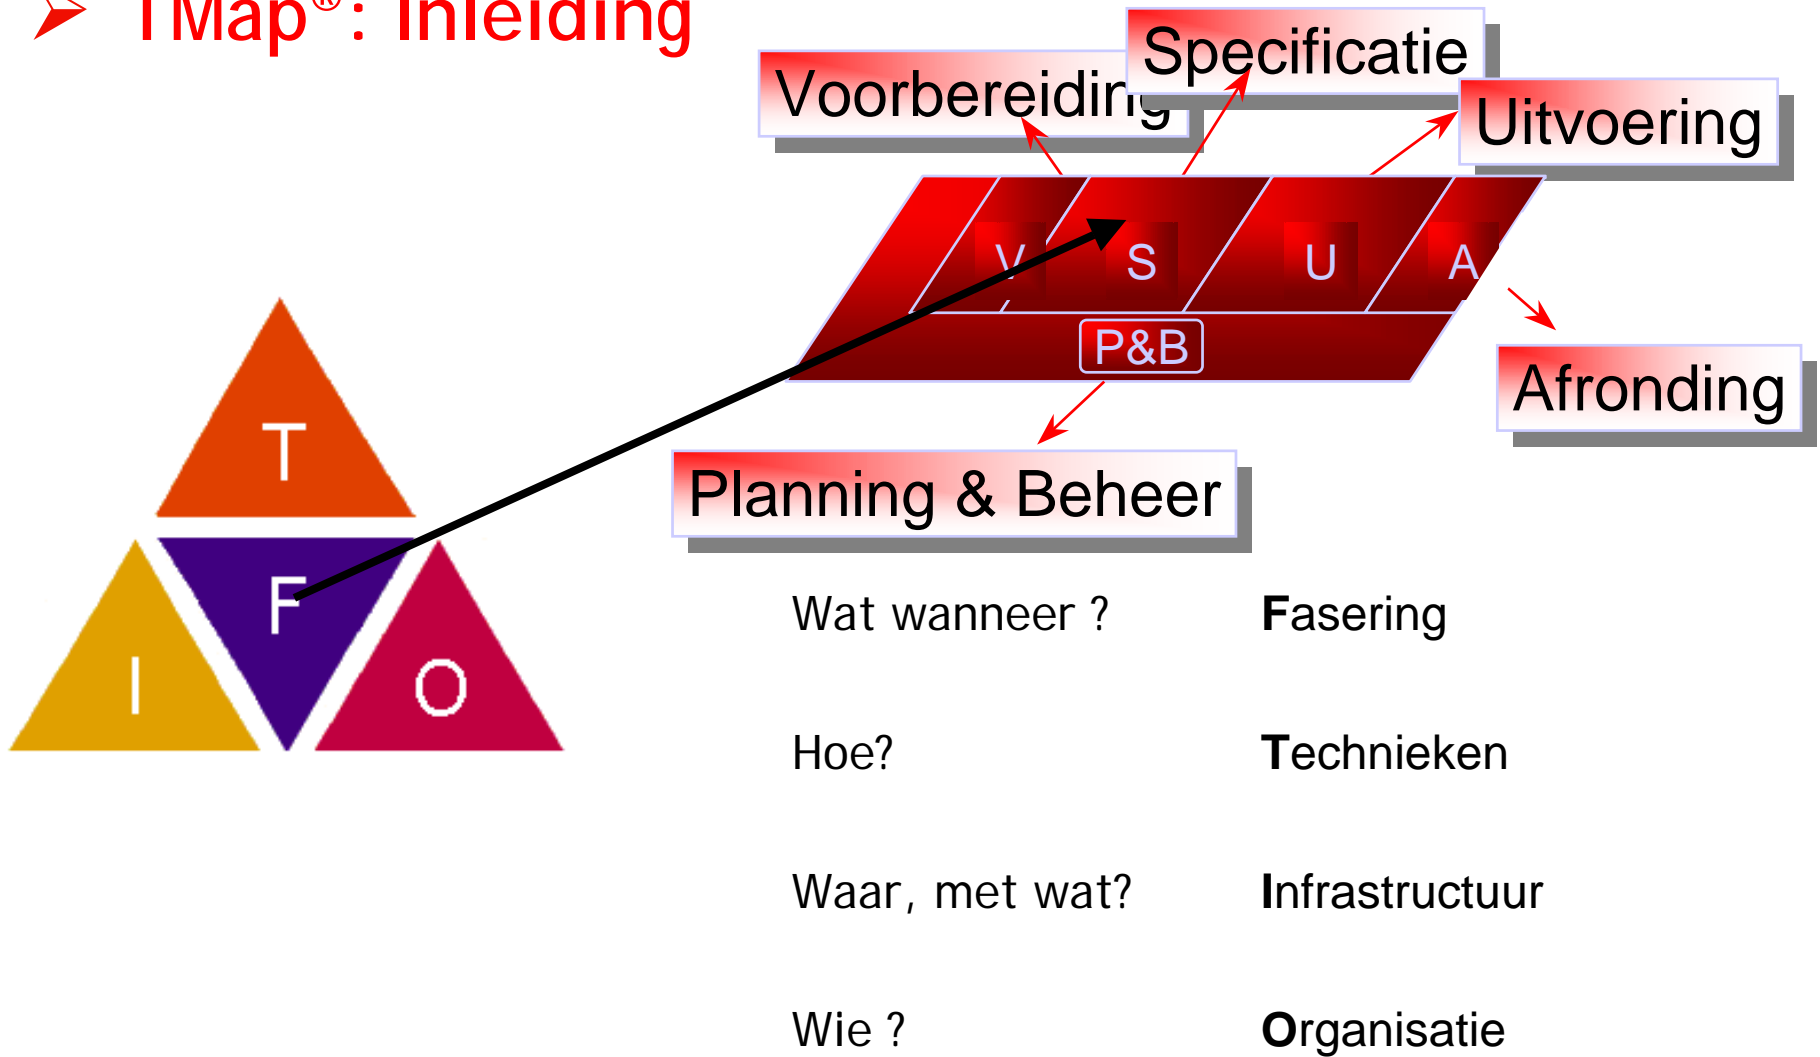 ➢ TMap®: Inleiding
Voorbereiding
Specificatie
Uitvoering
V S U A
P&B
Afronding
Planning & Beheer
T
F
I
O
Wat wanneer ? Fasering
Hoe? Technieken
Waar, met wat? Infrastructuur
Wie ? Organisatie